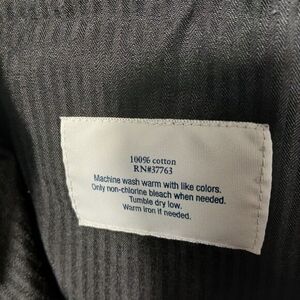 100% cotton
RN#37763
Machine wash warm with like colors.
Only non-chlorine bleach when needed.
Tumble dry low.
Warm iron if needed.